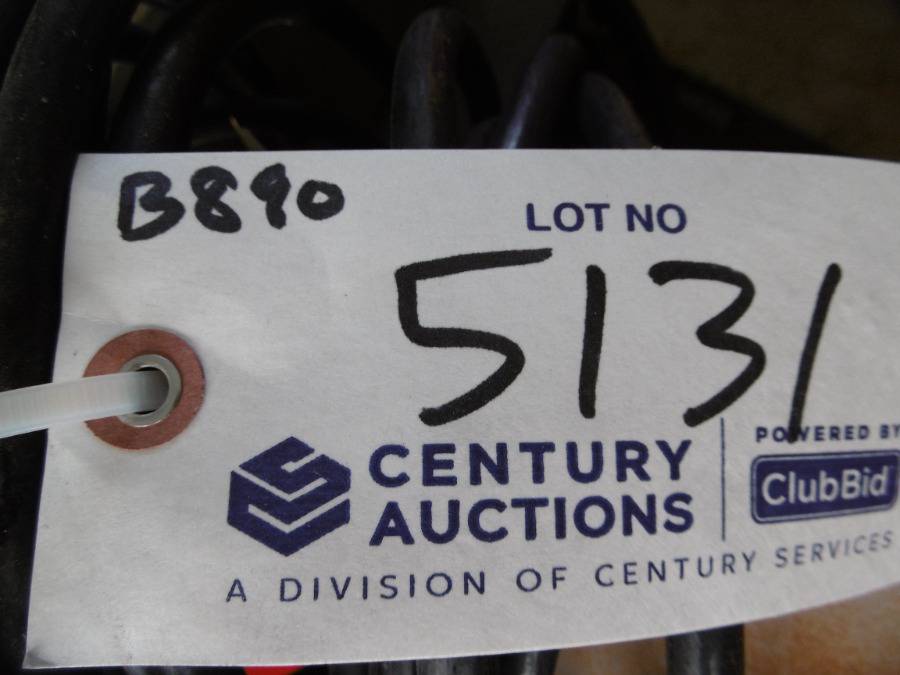 B890
LOT NO
5131
CENTURY
AUCTIONS
POWERED BY
ClubBid
A DIVISION OF CENTURY SERVICES